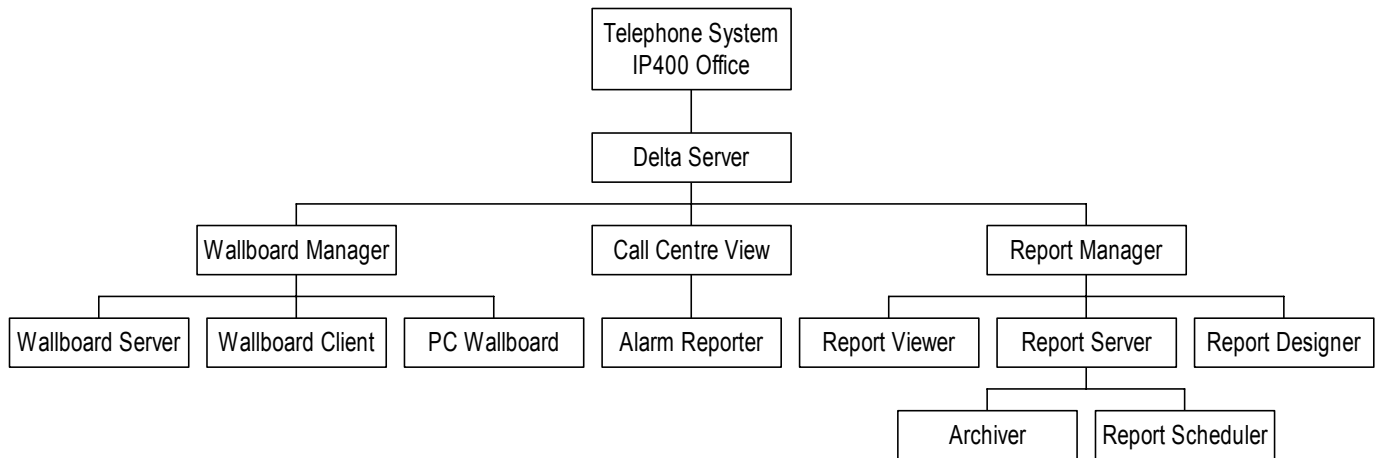 Telephone System
IP400 Office
Delta Server
Wallboard Manager
Call Centre View
Report Manager
Wallboard Server
Wallboard Client
PC Wallboard
Alarm Reporter
Report Viewer
Report Server
Report Designer
Archiver
Report Scheduler